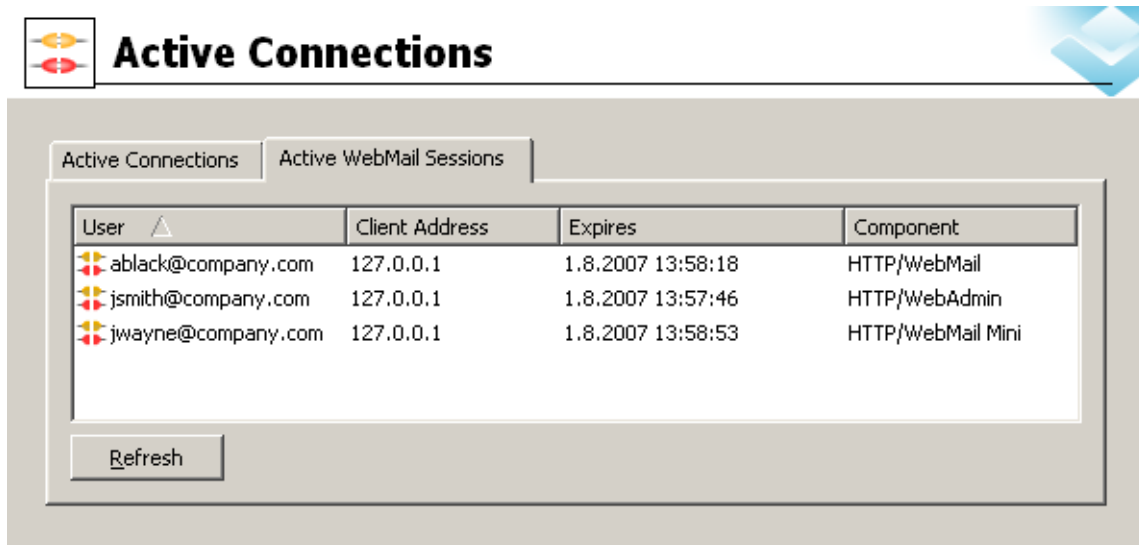 Active Connections
Active Connections Active WebMail Sessions
User Client Address Expires Component
ablack@company.com 127.0.0.1 1.8.2007 13:58:18 HTTP/WebMail
jsmith@company.com 127.0.0.1 1.8.2007 13:57:46 HTTP/WebAdmin
jwayne@company.com 127.0.0.1 1.8.2007 13:58:53 HTTP/WebMail Mini
Refresh